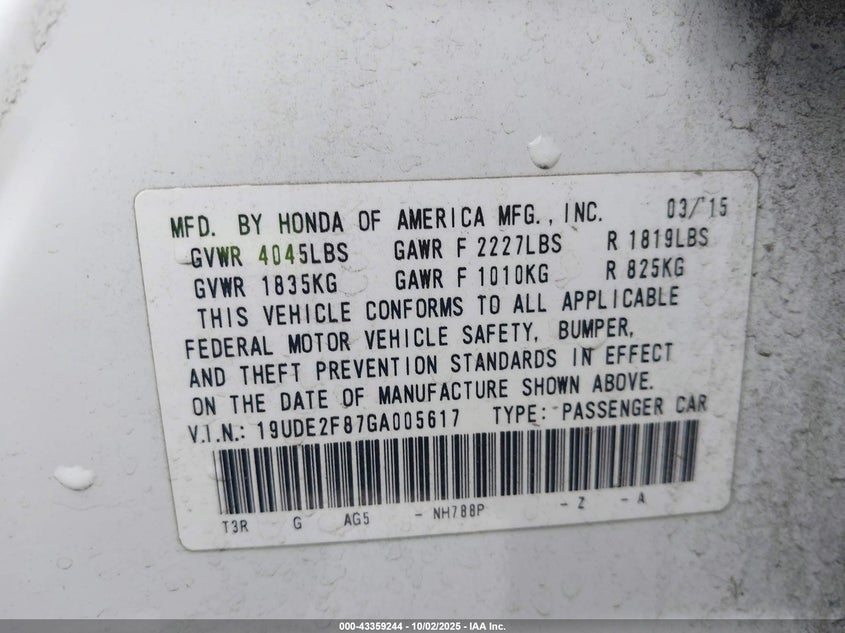 MFD. BY HONDA OF AMERICA MFG., INC. 03/15
GVWR 4045LBS GAWR F 2227LBS R 1819LBS
GVWR 1835KG GAWR F 1010KG R 825KG
THIS VEHICLE CONFORMS TO ALL APPLICABLE
FEDERAL MOTOR VEHICLE SAFETY, BUMPER,
AND THEFT PREVENTION STANDARDS IN EFFECT
ON THE DATE OF MANUFACTURE SHOWN ABOVE.
V.I.N.: 19UDE2F87GA005617 TYPE: PASSENGER CAR
T3R G AG5 - NH788P - Z - A
000-43359244 - 10/02/2025 - IAA Inc.